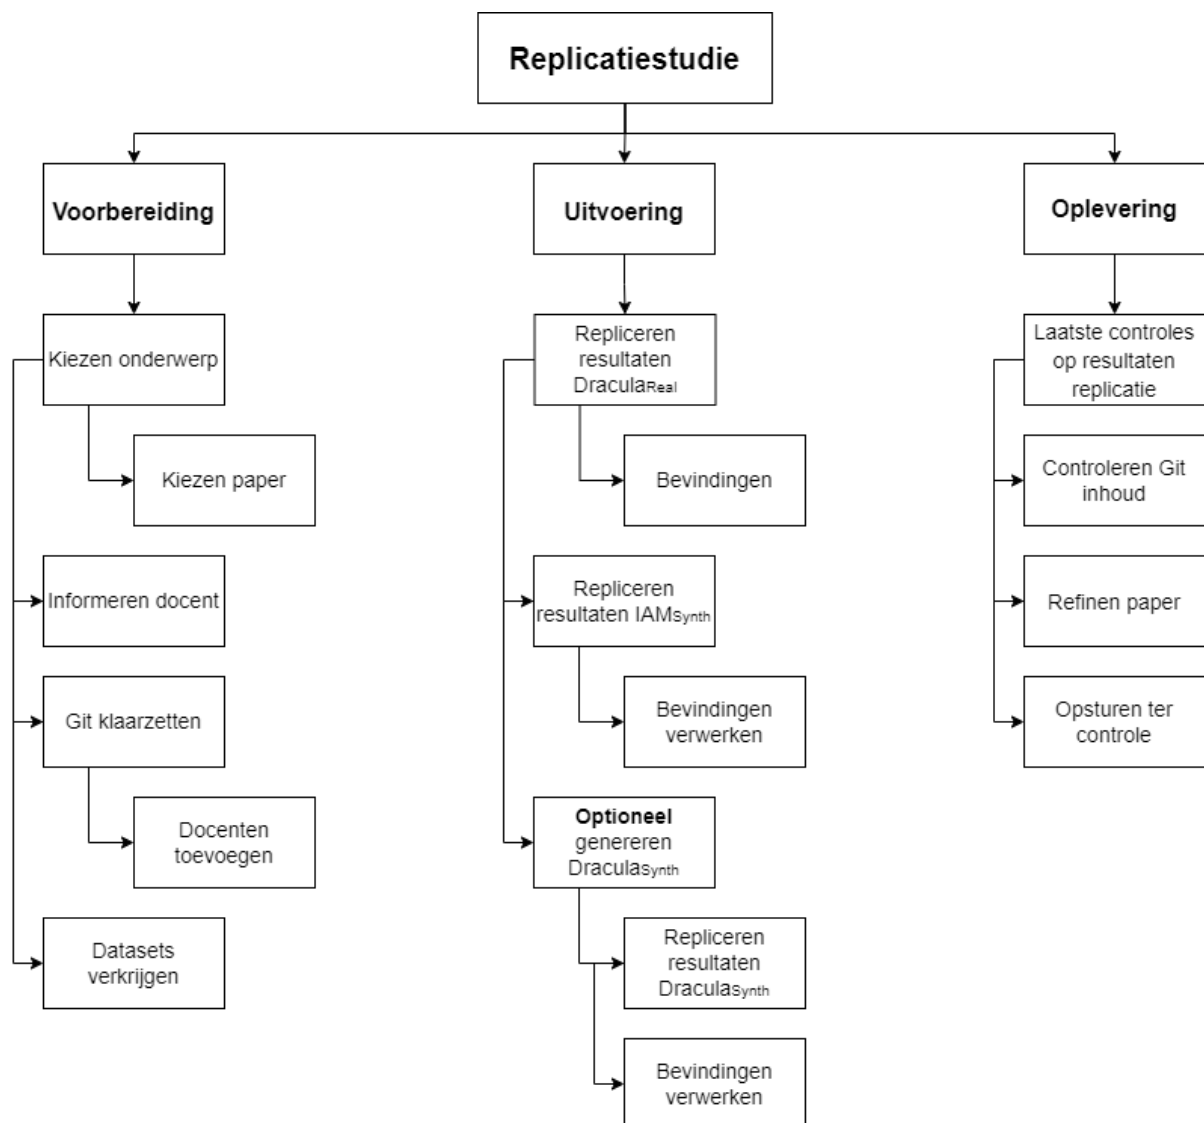 Replicatiestudie
Voorbereiding
Kiezen onderwerp
Kiezen paper
Informeren docent
Git klaarzetten
Docenten
toevoegen
Datasets
verkrijgen
Uitvoering
Repliceren
resultaten
DraculaReal
Bevindingen
Repliceren
resultaten IAMSynth
Bevindingen
verwerken
Optioneel
genereren
DraculaSynth
Repliceren
resultaten
DraculaSynth
Bevindingen
verwerken
Oplevering
Laatste controles
op resultaten
replicatie
Controleren Git
inhoud
Refinen paper
Opsturen ter
controle